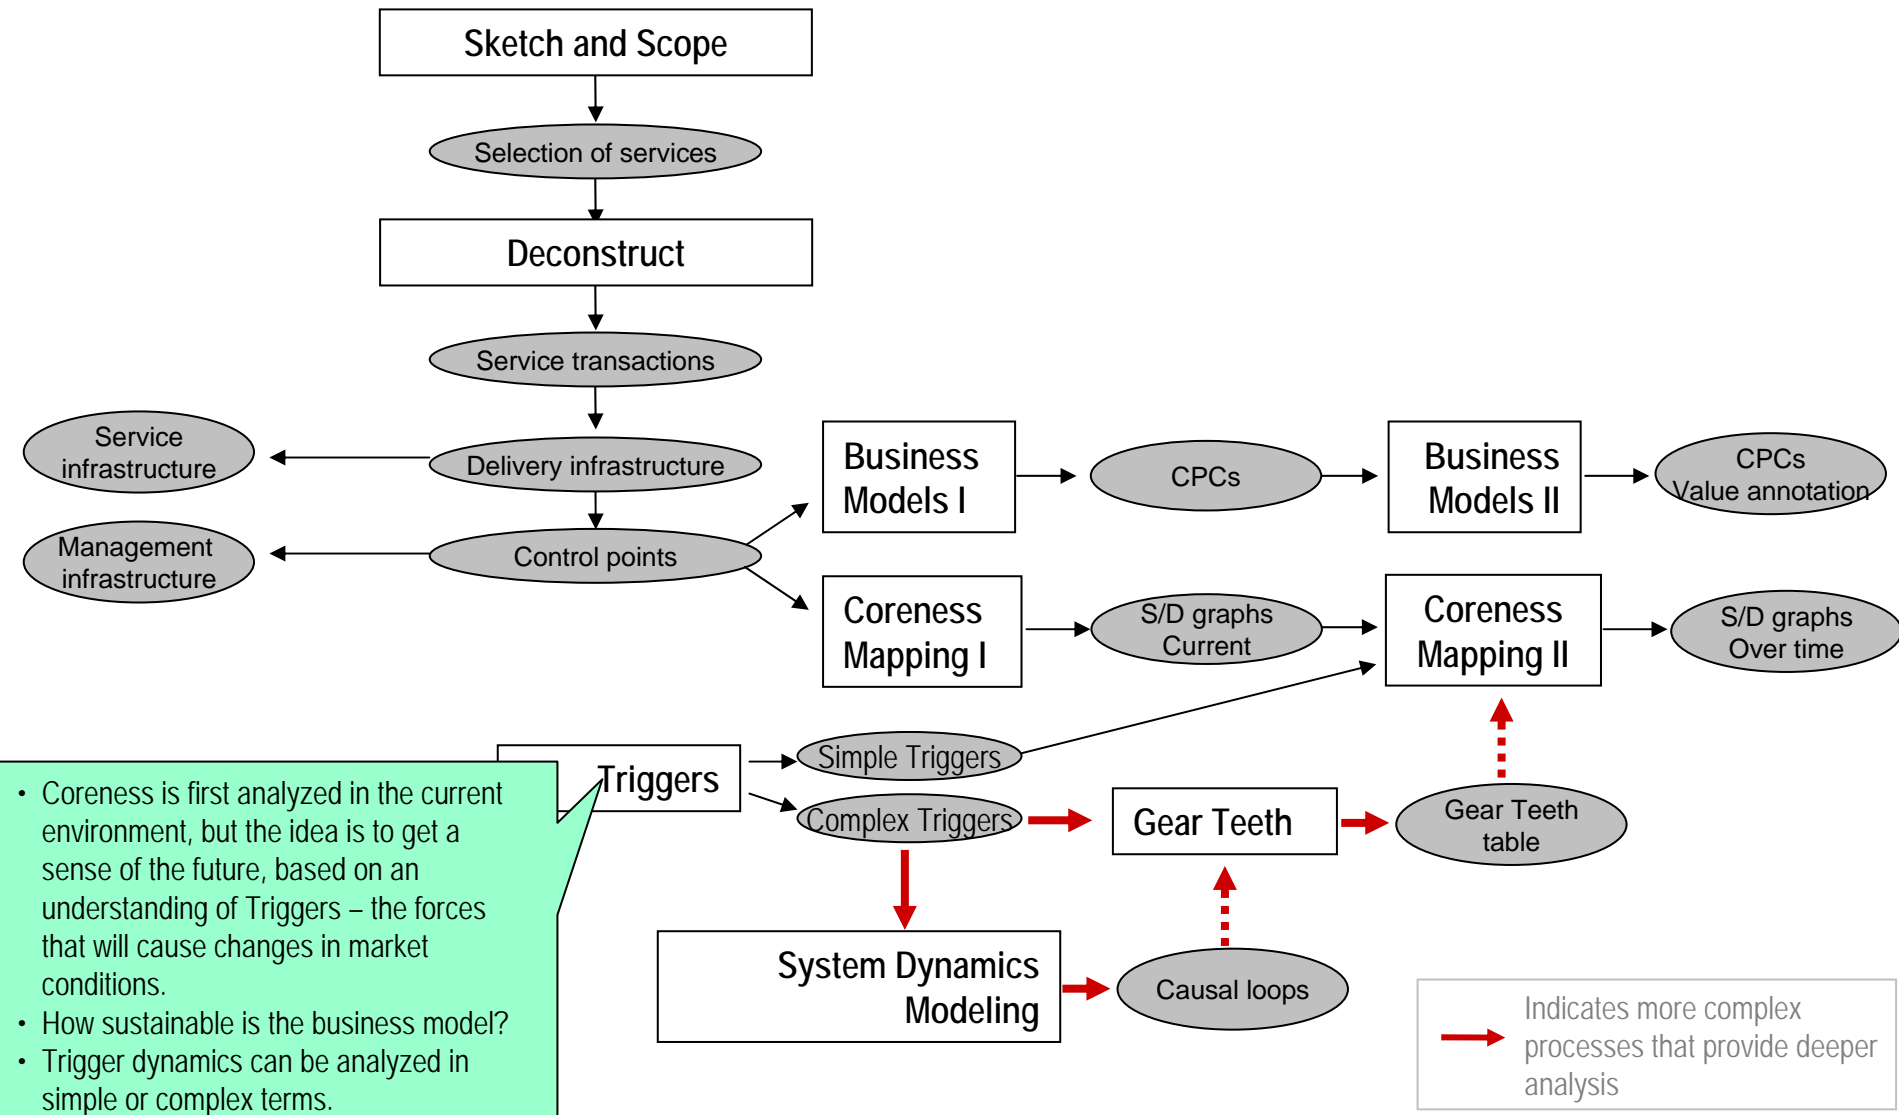 Sketch and Scope
Selection of services
Deconstruct
Service transactions
Service
infrastructure
Delivery infrastructure
Management
infrastructure
Control points
Business
Models I
CPCs
Business
Models II
CPCs
Value annotation
Coreness
Mapping I
S/D graphs
Current
Coreness
Mapping II
S/D graphs
Over time
Triggers
Simple Triggers
Complex Triggers
Gear Teeth
Gear Teeth
table
System Dynamics
Modeling
Causal loops
• Coreness is first analyzed in the current
environment, but the idea is to get a
sense of the future, based on an
understanding of Triggers – the forces
that will cause changes in market
conditions.
• How sustainable is the business model?
• Trigger dynamics can be analyzed in
simple or complex terms.
Indicates more complex
processes that provide deeper
analysis